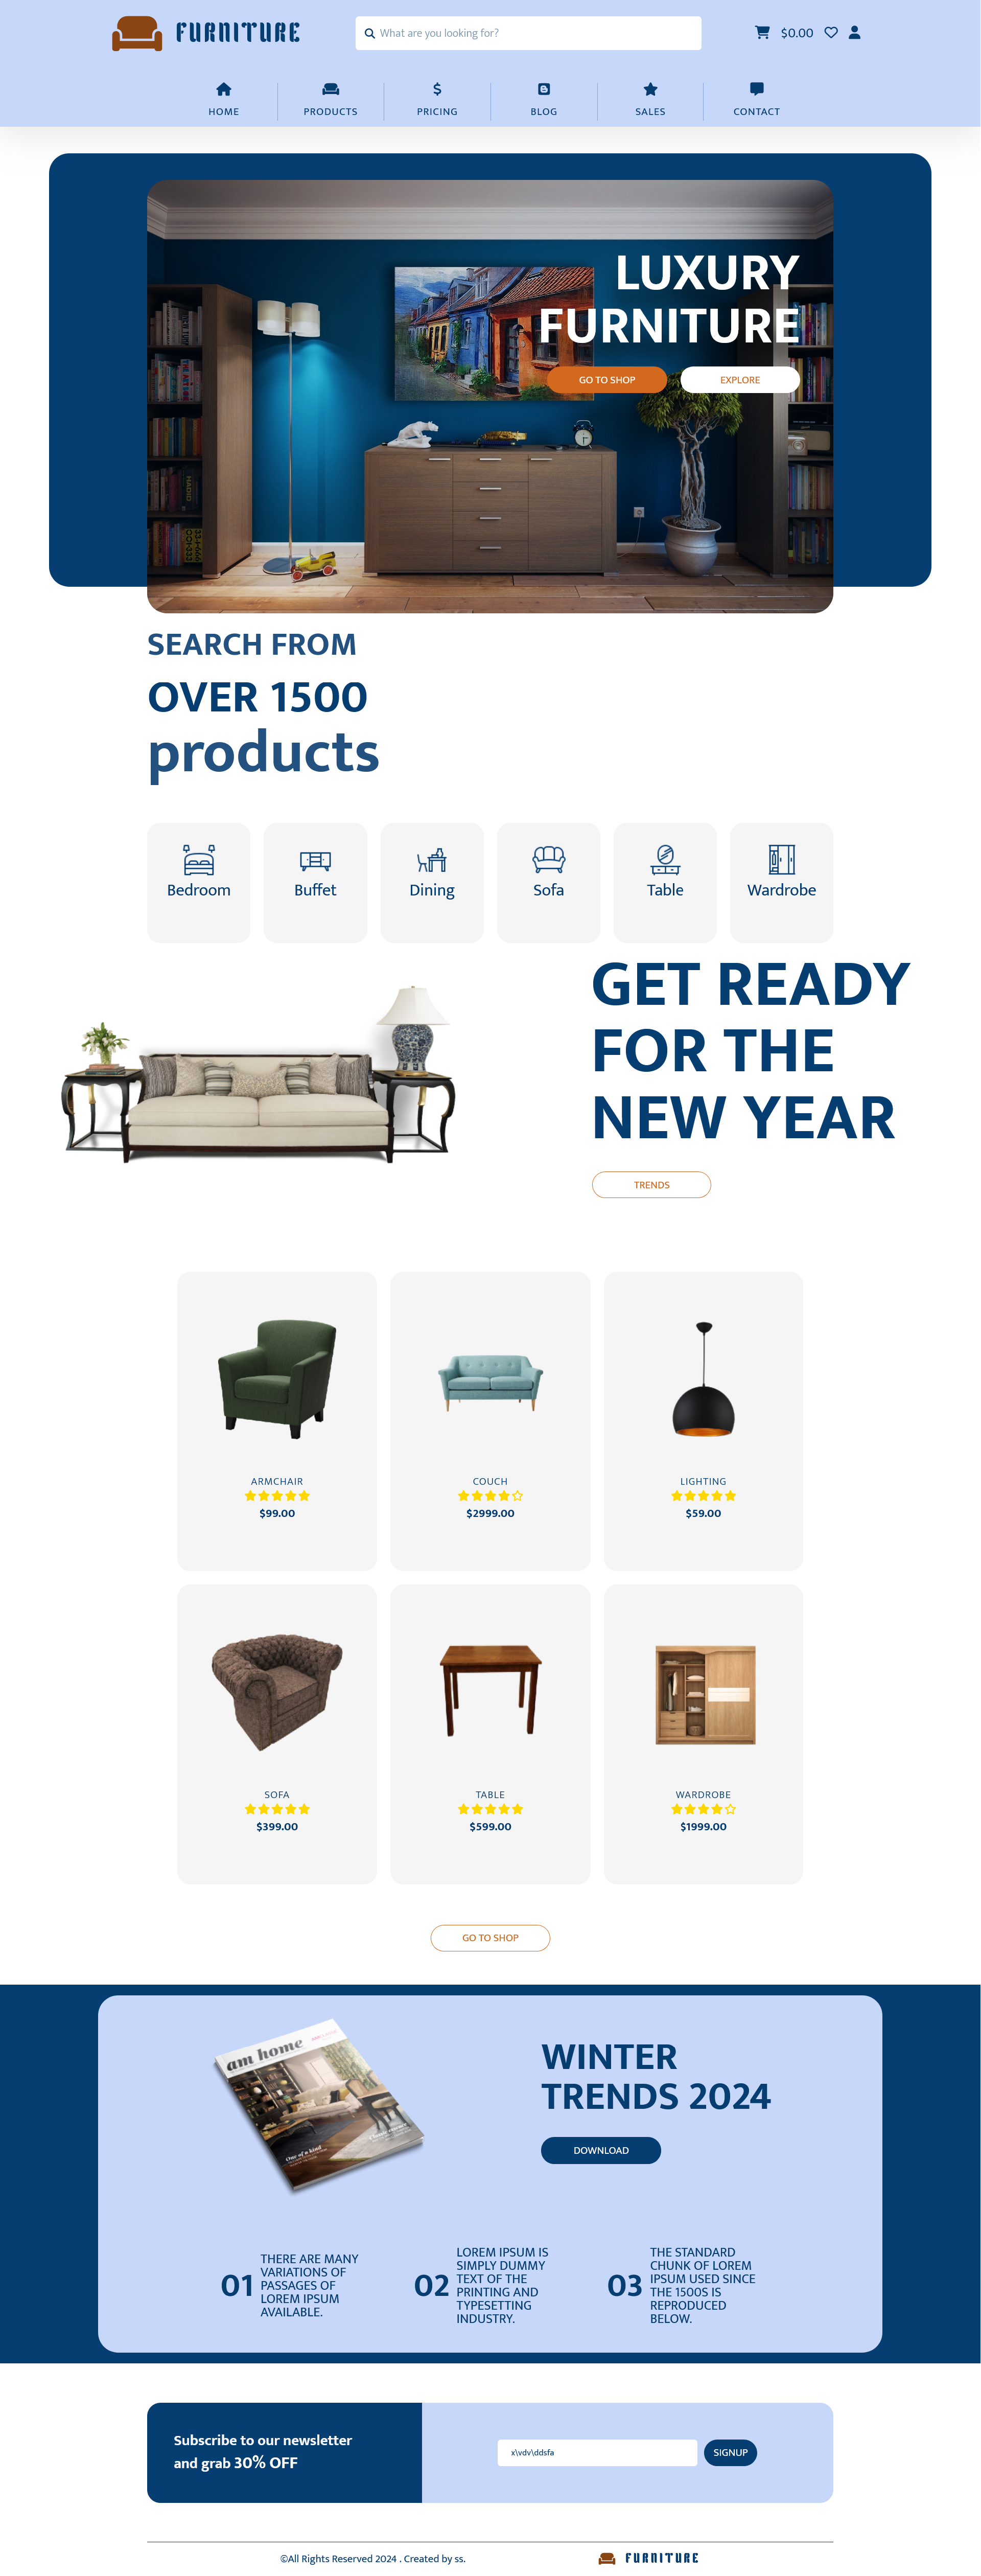 FURNITURE
What are you looking for?
$0.00
HOME
PRODUCTS
PRICING
BLOG
SALES
CONTACT
LUXURY
FURNITURE
GO TO SHOP
EXPLORE
SEARCH FROM
OVER 1500
products
Bedroom
Buffet
Dining
Sofa
Table
Wardrobe
GET READY
FOR THE
NEW YEAR
TRENDS
ARMCHAIR
$99.00
COUCH
$2999.00
LIGHTING
$59.00
SOFA
$399.00
TABLE
$599.00
WARDROBE
$1999.00
GO TO SHOP
am home
One of a kind
WINTER
TRENDS 2024
DOWNLOAD
01
THERE ARE MANY
VARIATIONS OF
PASSAGES OF
LOREM IPSUM
AVAILABLE.
02
LOREM IPSUM IS
SIMPLY DUMMY
TEXT OF THE
PRINTING AND
TYPESETTING
INDUSTRY.
03
THE STANDARD
CHUNK OF LOREM
IPSUM USED SINCE
THE 1500S IS
REPRODUCED
BELOW.
Subscribe to our newsletter
and grab 30% OFF
x\vdv\ddsfa
SIGNUP
©All Rights Reserved 2024 . Created by ss.
FURNITURE